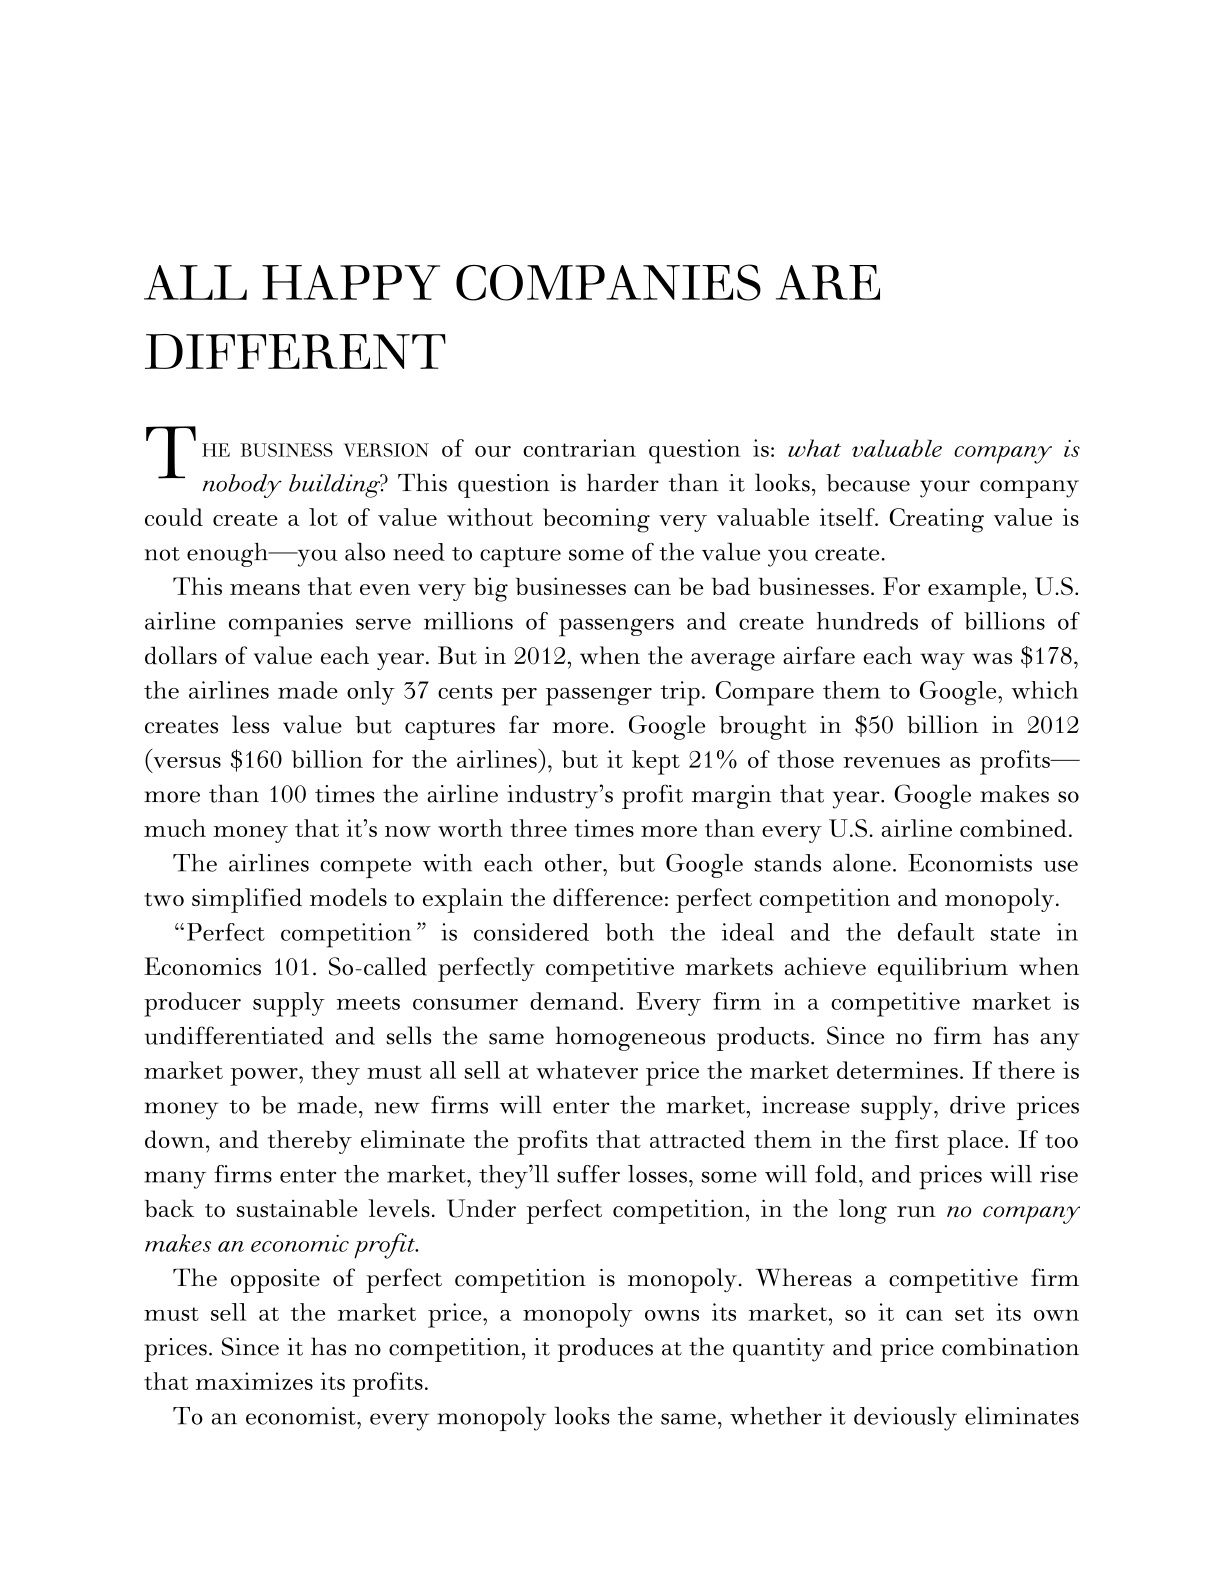 ALL HAPPY COMPANIES ARE
DIFFERENT
THE BUSINESS VERSION of our contrarian question is: what valuable company is
nobody building? This question is harder than it looks, because your company
could create a lot of value without becoming very valuable itself. Creating value is
not enough—you also need to capture some of the value you create.
This means that even very big businesses can be bad businesses. For example, U.S.
airline companies serve millions of passengers and create hundreds of billions of
dollars of value each year. But in 2012, when the average airfare each way was $178,
the airlines made only 37 cents per passenger trip. Compare them to Google, which
creates less value but captures far more. Google brought in $50 billion in 2012
(versus $160 billion for the airlines), but it kept 21% of those revenues as profits—
more than 100 times the airline industry’s profit margin that year. Google makes so
much money that it’s now worth three times more than every U.S. airline combined.
The airlines compete with each other, but Google stands alone. Economists use
two simplified models to explain the difference: perfect competition and monopoly.
“Perfect competition” is considered both the ideal and the default state in
Economics 101. So-called perfectly competitive markets achieve equilibrium when
producer supply meets consumer demand. Every firm in a competitive market is
undifferentiated and sells the same homogeneous products. Since no firm has any
market power, they must all sell at whatever price the market determines. If there is
money to be made, new firms will enter the market, increase supply, drive prices
down, and thereby eliminate the profits that attracted them in the first place. If too
many firms enter the market, they’ll suffer losses, some will fold, and prices will rise
back to sustainable levels. Under perfect competition, in the long run no company
makes an economic profit.
The opposite of perfect competition is monopoly. Whereas a competitive firm
must sell at the market price, a monopoly owns its market, so it can set its own
prices. Since it has no competition, it produces at the quantity and price combination
that maximizes its profits.
To an economist, every monopoly looks the same, whether it deviously eliminates